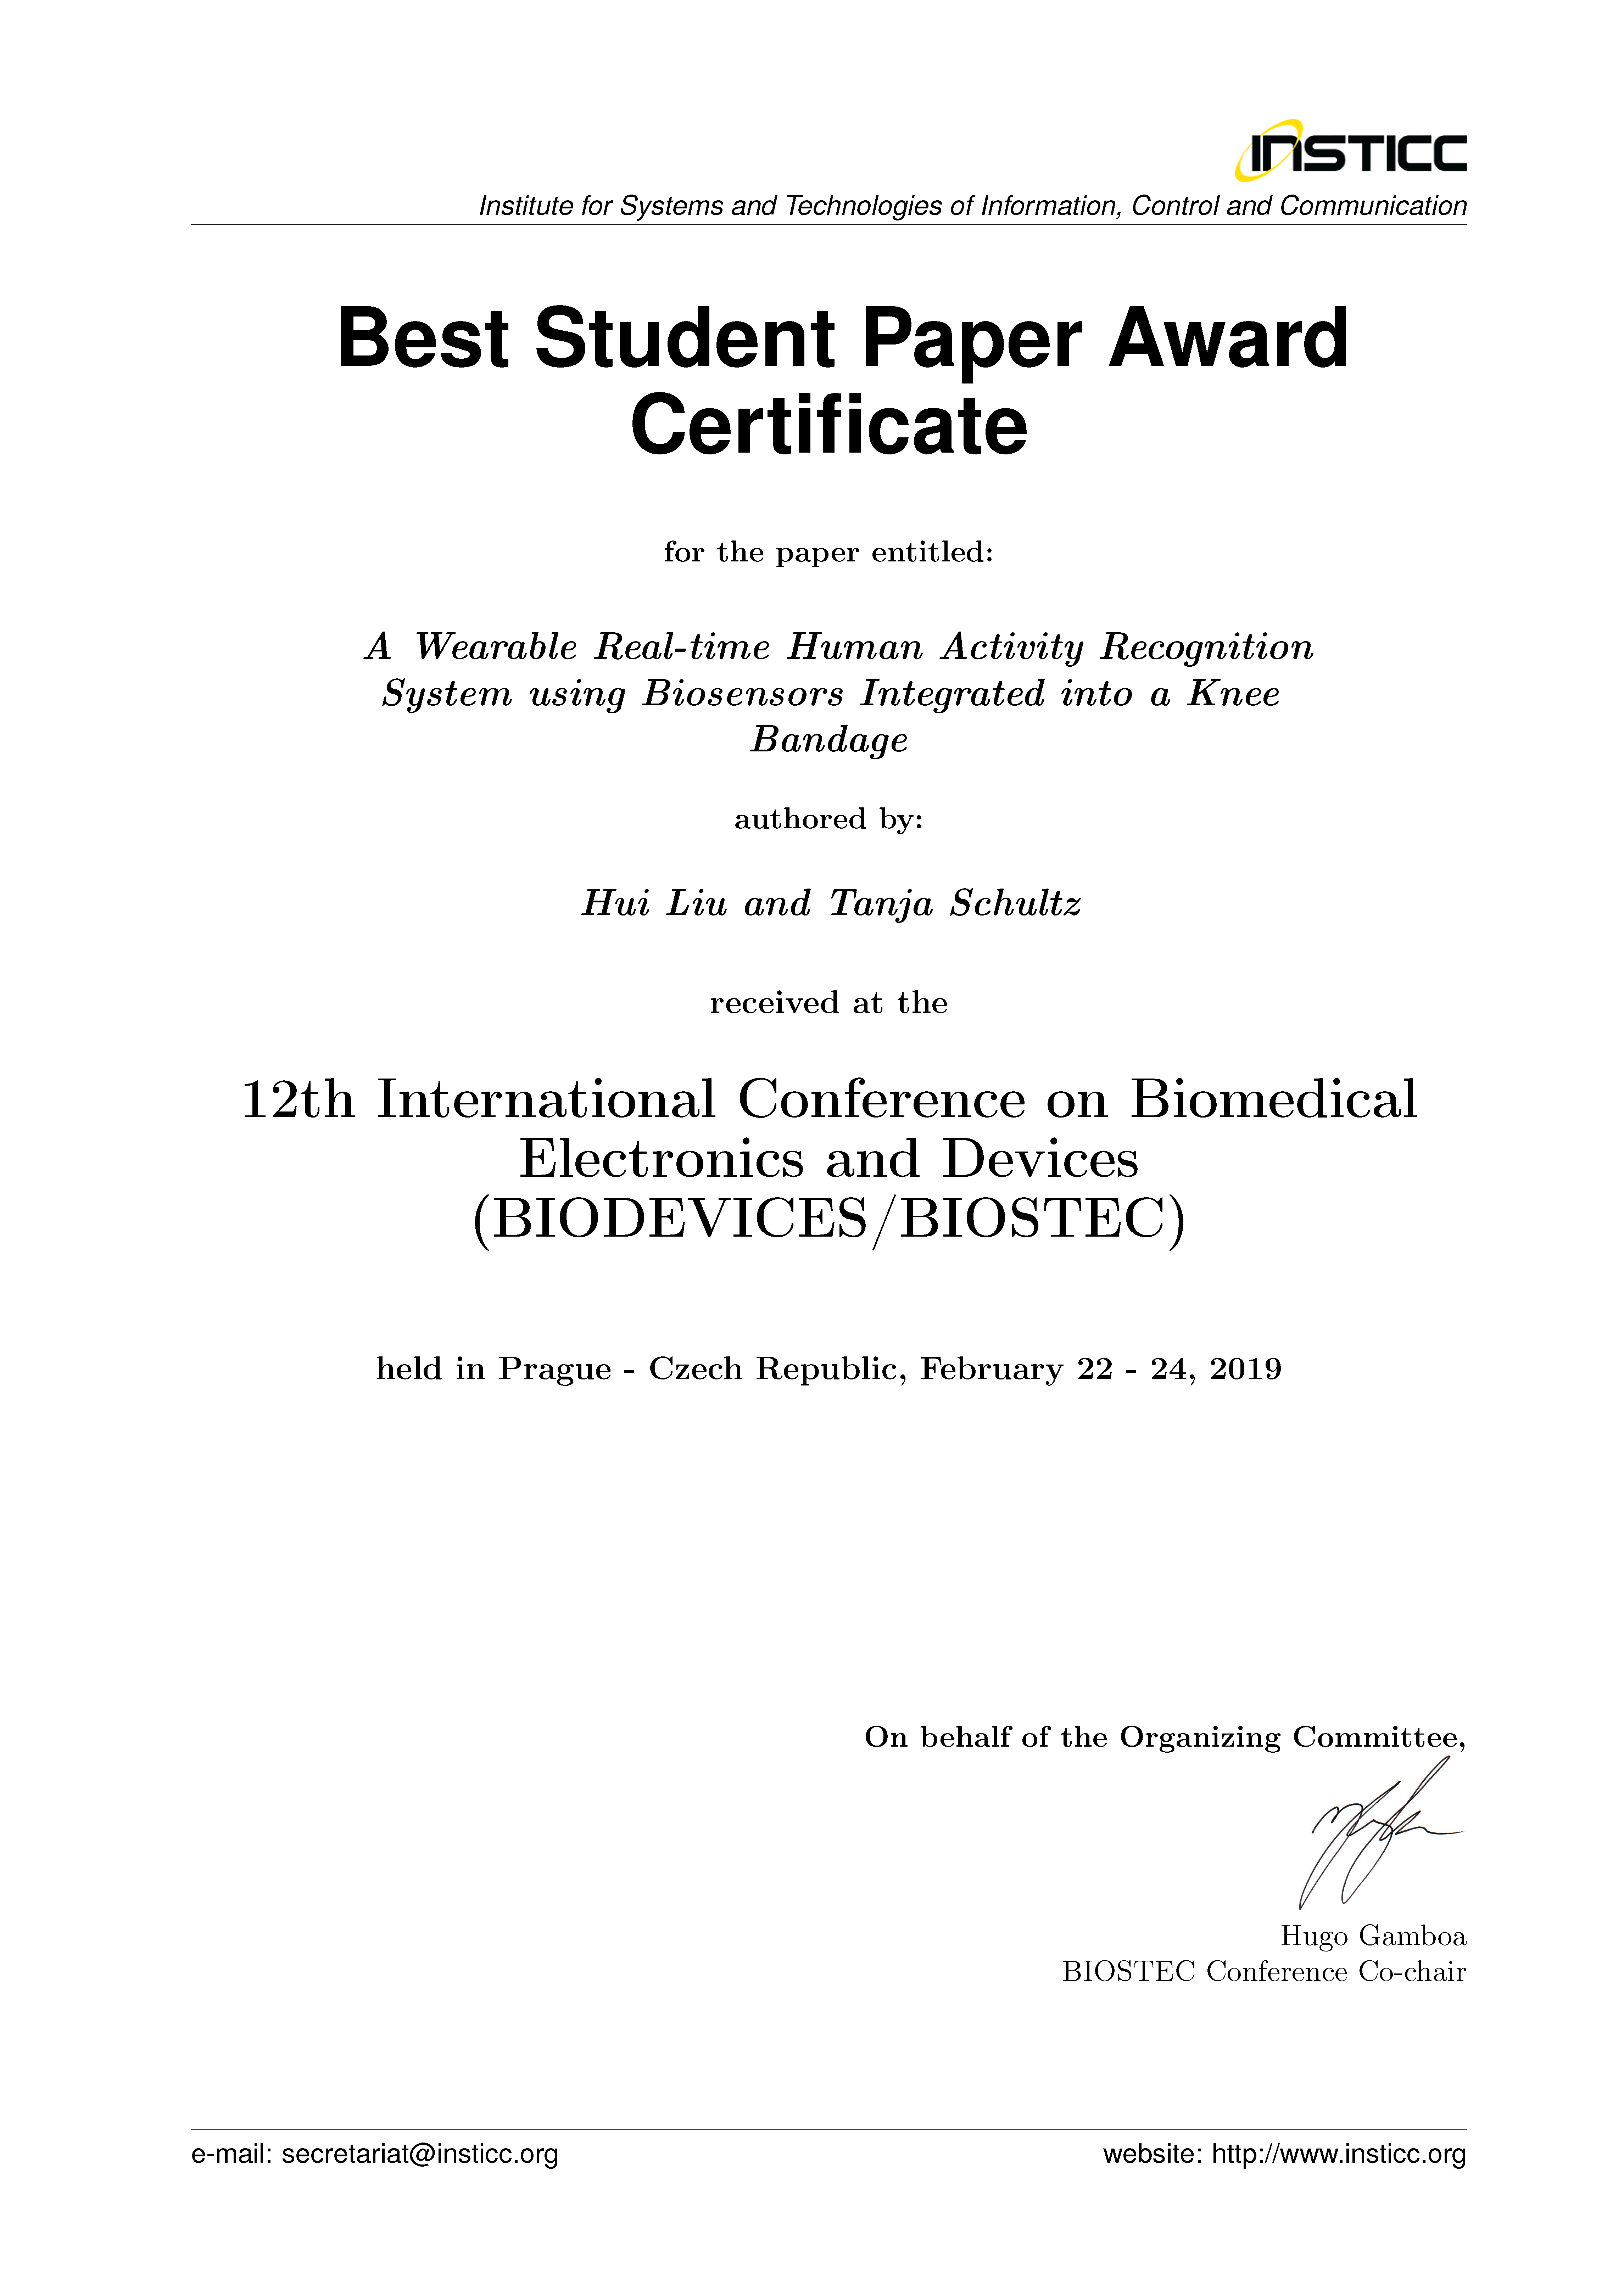 INSTICC
Institute for Systems and Technologies of Information, Control and Communication
Best Student Paper Award
Certificate
for the paper entitled:
A Wearable Real-time Human Activity Recognition
System using Biosensors Integrated into a Knee
Bandage
authored by:
Hui Liu and Tanja Schultz
received at the
12th International Conference on Biomedical
Electronics and Devices
(BIODEVICES/BIOSTEC)
held in Prague - Czech Republic, February 22 - 24, 2019
On behalf of the Organizing Committee,
Hugo Gamboa
BIOSTEC Conference Co-chair
e-mail: secretariat@insticc.org website: http://www.insticc.org